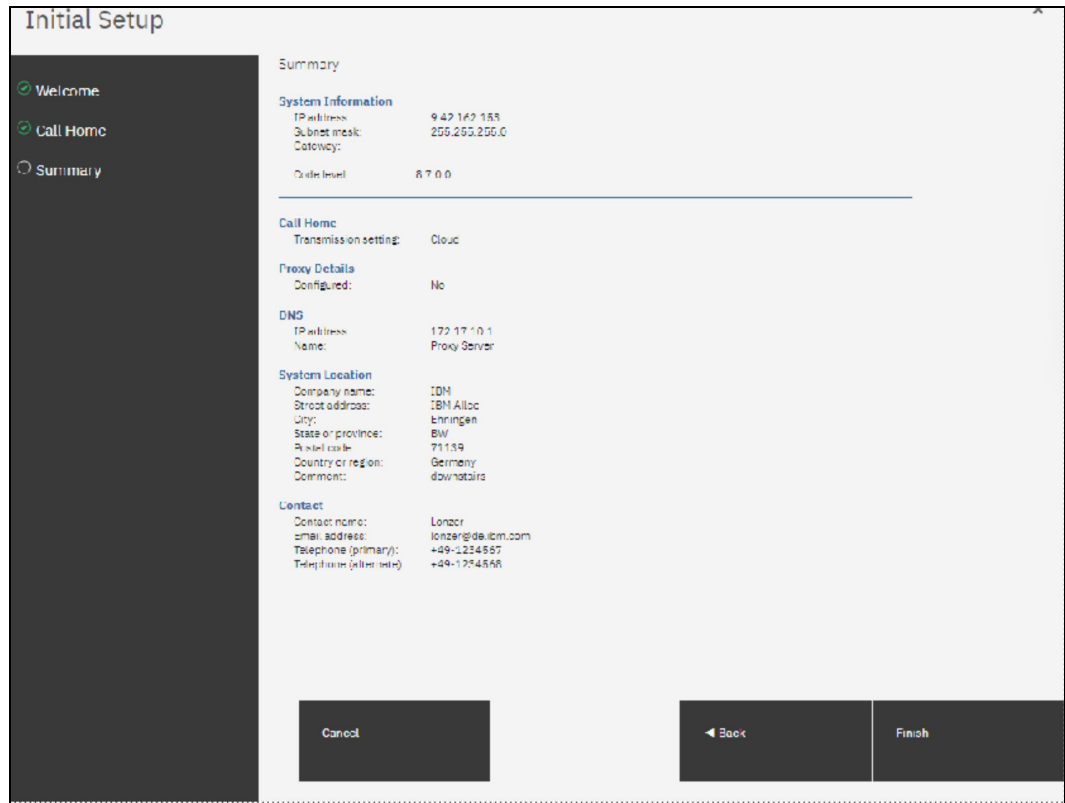 Initial Setup
×
Welcome
Call Home
Summary
Summary
System Information
IP address 9.42.162.153
Subnet mask: 255.255.255.0
Gateway:
Code level 8.7.0.0
Call Home
Transmission setting: Cloud
Proxy Details
Configured: No
DNS
IP address 172.17.10.1
Name: Proxy Server
System Location
Company name: IBM
Street address: IBM
City: Ehningen
State or province: BW
Postal code 71139
Country or region: Germany
Comment: downstairs
Contact
Contact name: Lonzer
Email address: lonzer@de.ibm.com
Telephone (primary): +49-1234567
Telephone (alternate) +49-1234568
Cancel
◀ Back
Finish